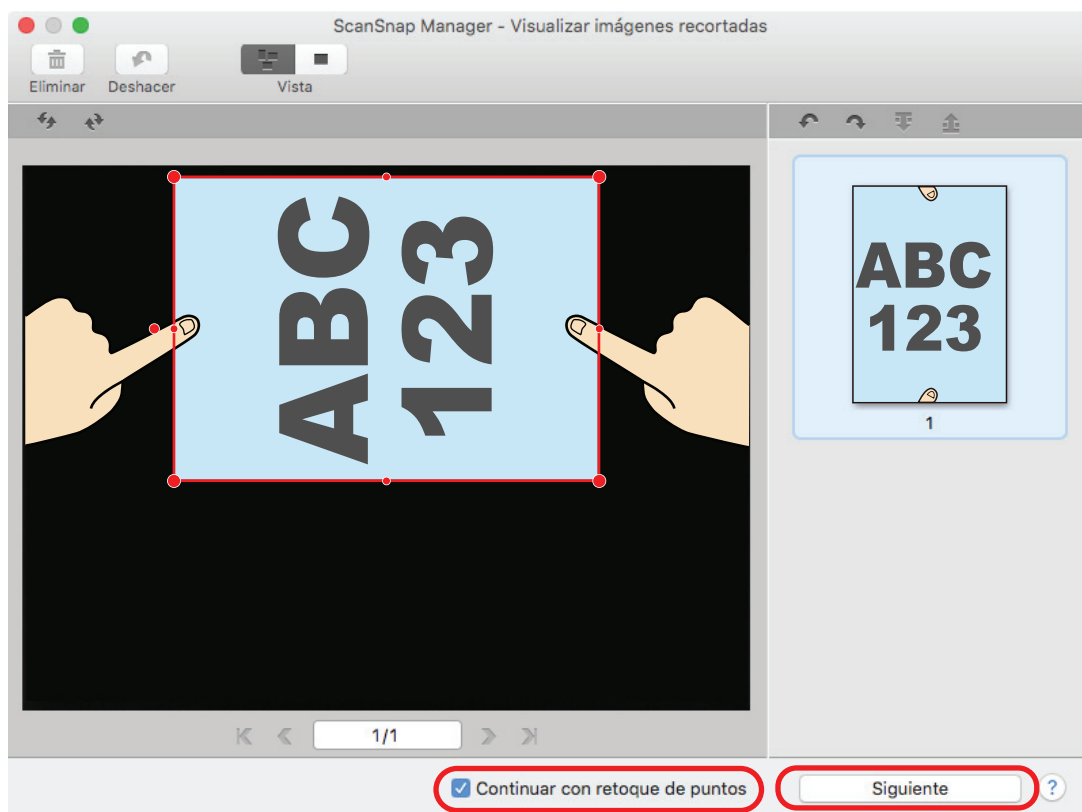 ScanSnap Manager - Visualizar imágenes recortadas
Eliminar Deshacer Vista
ABC
123
ABC
123
1
1/1
Continuar con retoque de puntos Siguiente ?